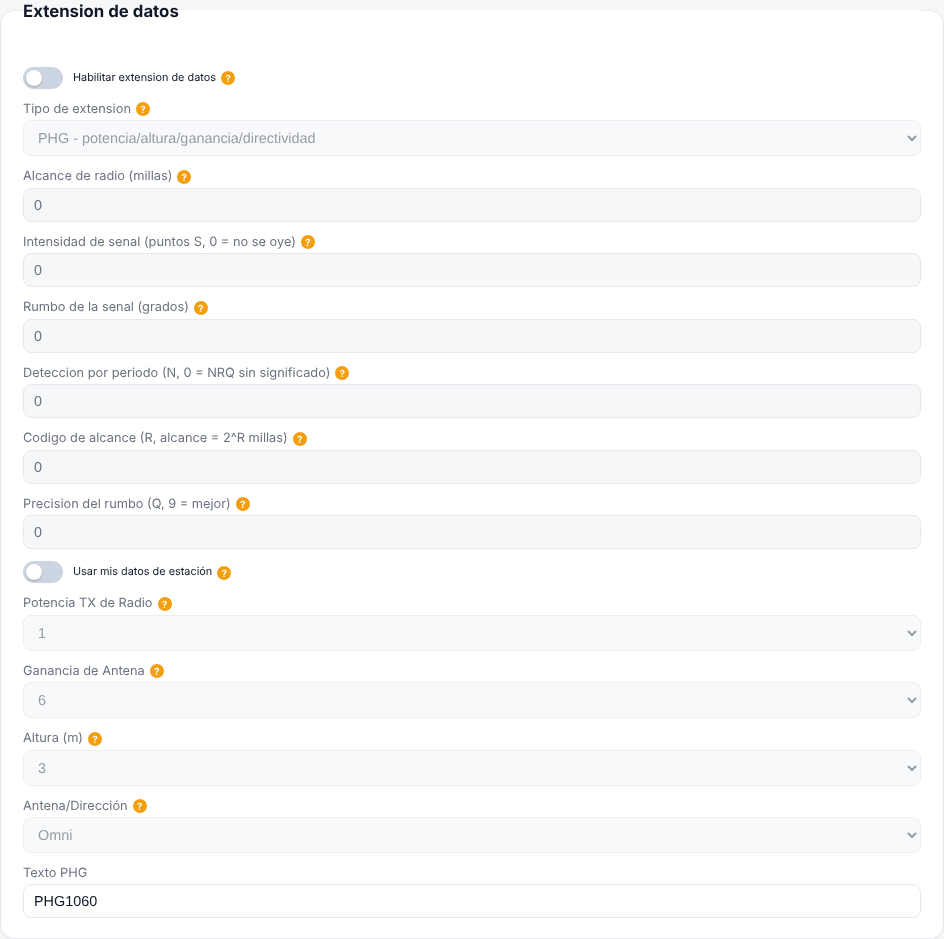 Extension de datos
Habilitar extension de datos ?
Tipo de extension ?
PHG - potencia/altura/ganancia/directividad
Alcance de radio (millas) ?
0
Intensidad de senal (puntos S, 0 = no se oye) ?
0
Rumbo de la senal (grados) ?
0
Deteccion por periodo (N, 0 = NRQ sin significado) ?
0
Codigo de alcance (R, alcance = 2^R millas) ?
0
Precision del rumbo (Q, 9 = mejor) ?
0
Usar mis datos de estación ?
Potencia TX de Radio ?
1
Ganancia de Antena ?
6
Altura (m) ?
3
Antena/Dirección ?
Omni
Texto PHG
PHG1060